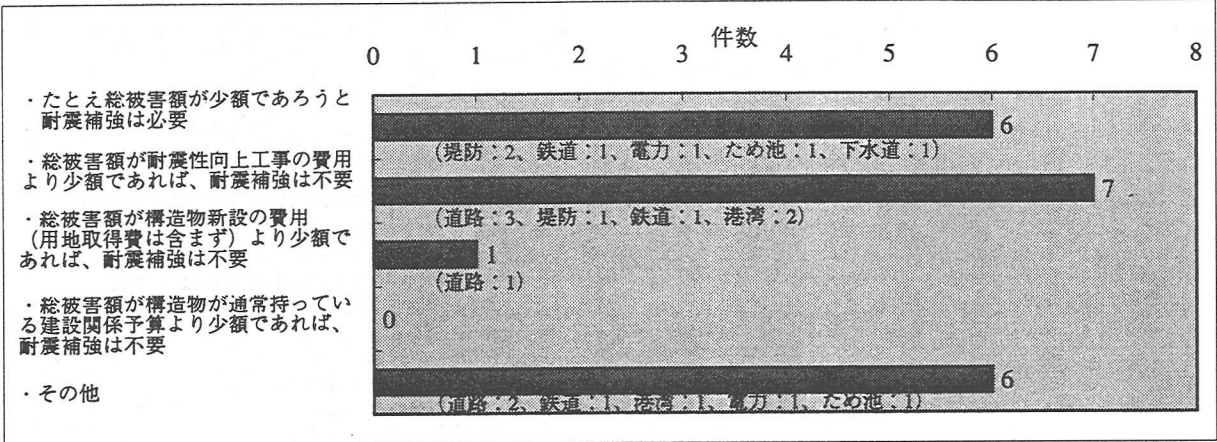 件数
0 1 2 3 4 5 6 7 8
・たとえ総被害額が少額であろうと
耐震補強は必要
6
(堤防:2、鉄道:1、電力:1、ため池:1、下水道:1)
・総被害額が耐震性向上工事の費用
より少額であれば、耐震補強は不要
7
(道路:3、堤防:1、鉄道:1、港湾:2)
・総被害額が構造物新設の費用
(用地取得費は含まず)より少額で
あれば、耐震補強は不要
1
(道路:1)
・総被害額が構造物が通常持ってい
る建設関係予算より少額であれば、
耐震補強は不要
0
・その他
6
(道路:2、鉄道:1、港湾:1、電力:1、ため池:1)